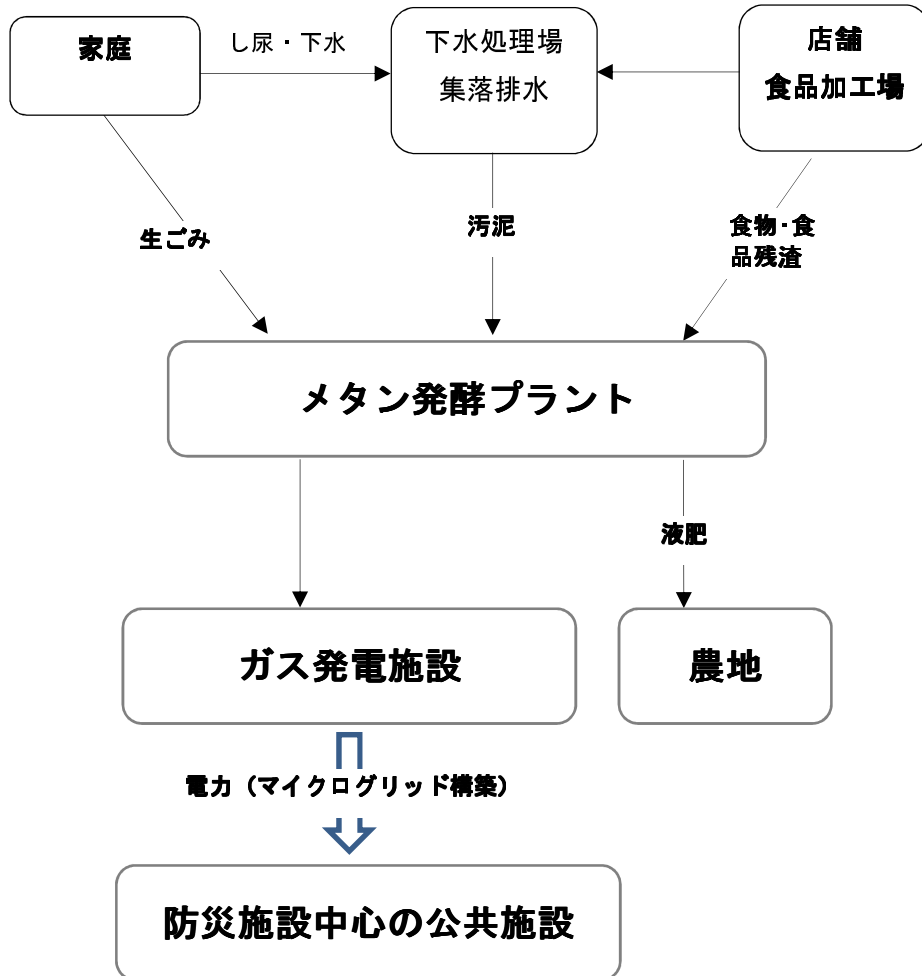 家庭
し尿・下水
下水処理場
集落排水
店舗
食品加工場
生ごみ
汚泥
食物・食
品残渣
メタン発酵プラント
液肥
ガス発電施設
農地
電力（マイクログリッド構築）
防災施設中心の公共施設